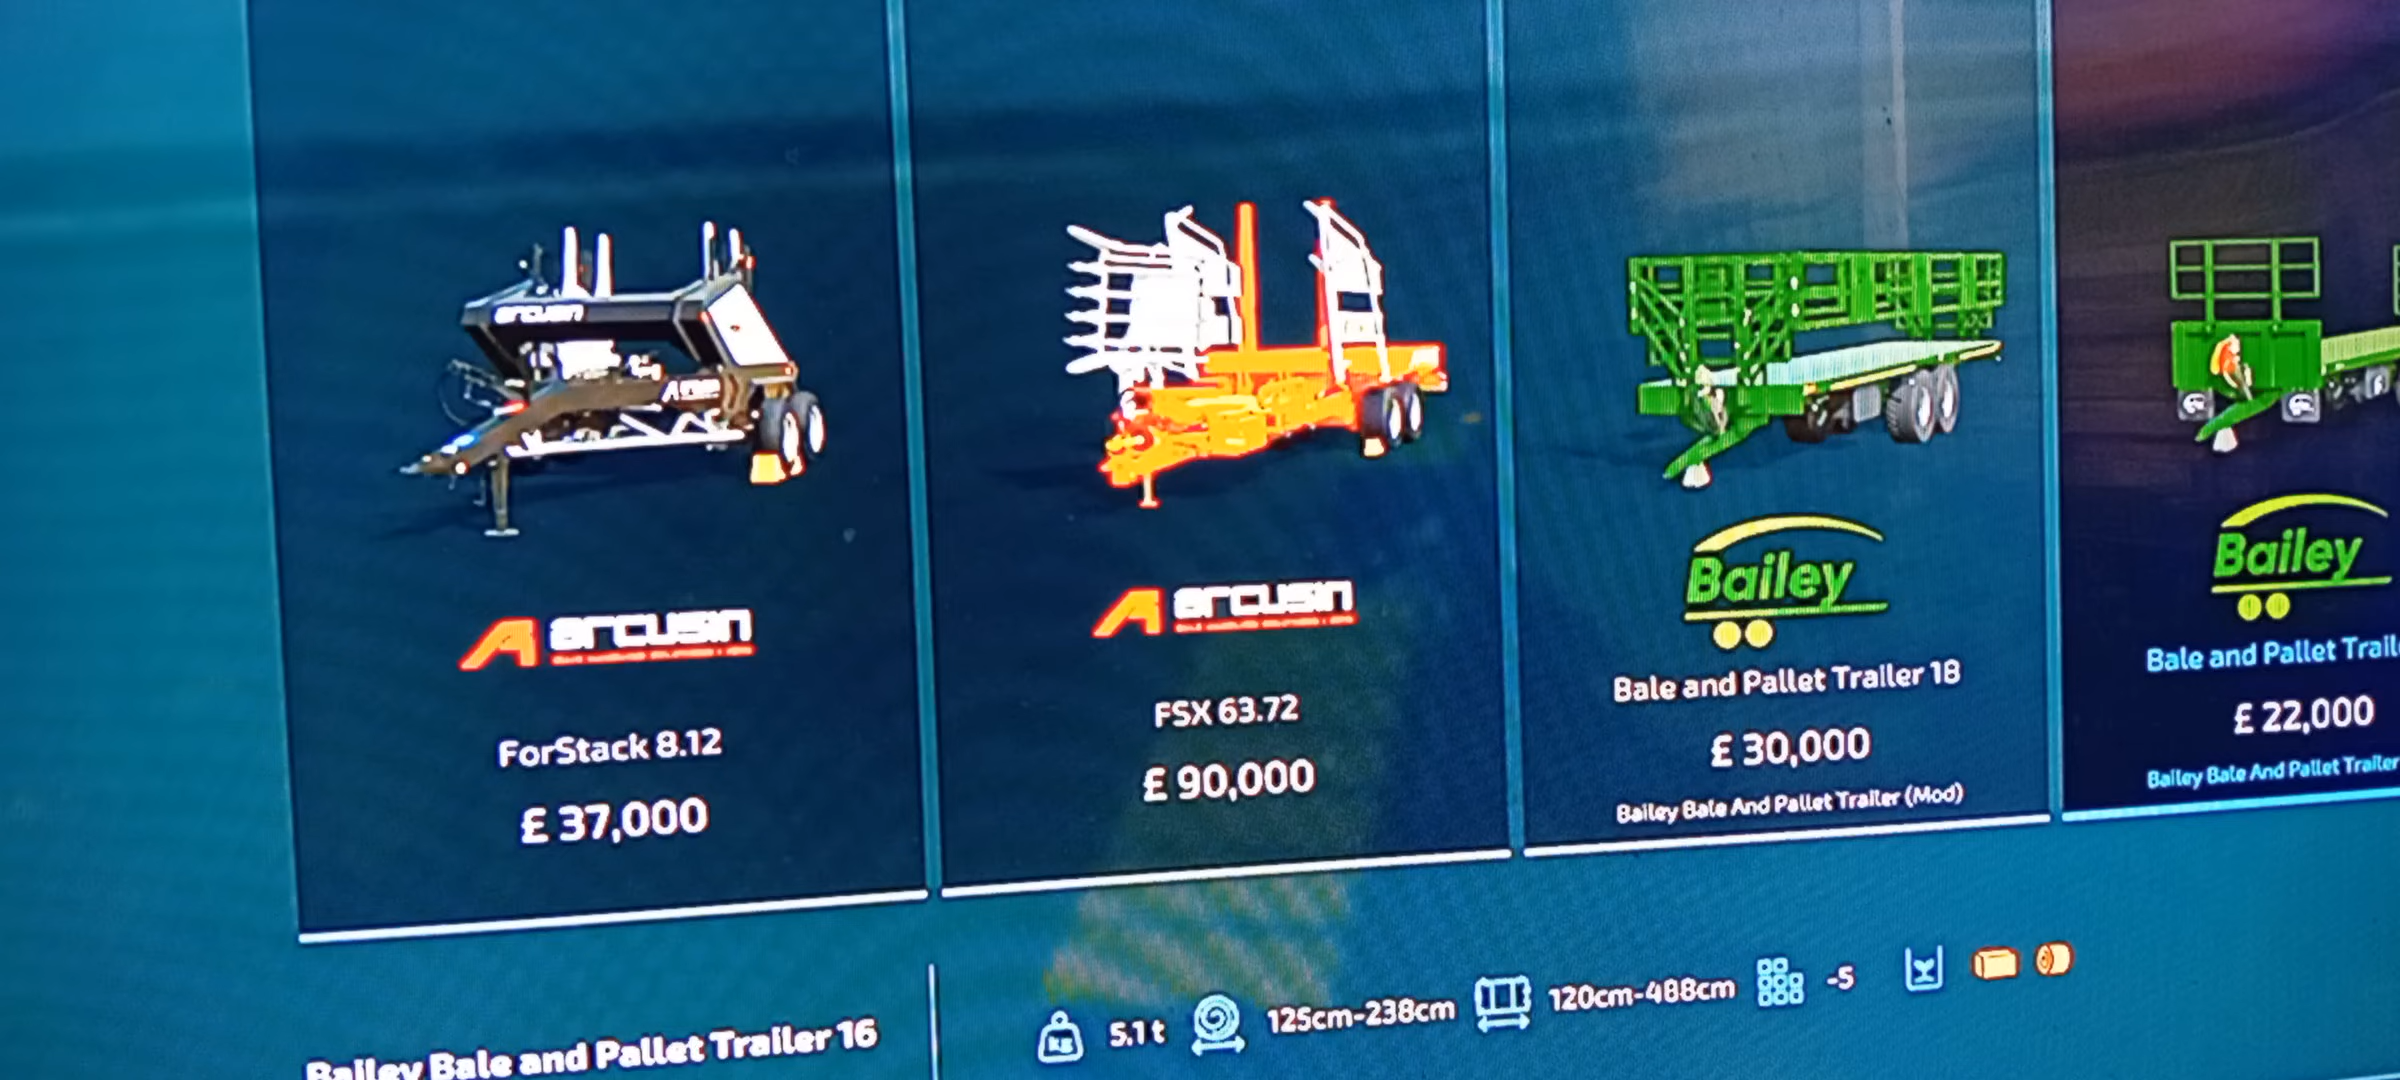 arcusin
arcusin
ForStack 8.12
£ 37,000
arcusin
FSX 63.72
£ 90,000
Bailey
Bale and Pallet Trailer 18
£ 30,000
Bailey Bale And Pallet Trailer (Mod)
Bailey
Bale and Pallet
£ 22,000
Bailey Bale And Pallet Trailer
Bailey Bale and Pallet Trailer 16
kg 5.1 t 125cm-238cm 120cm-488cm -5